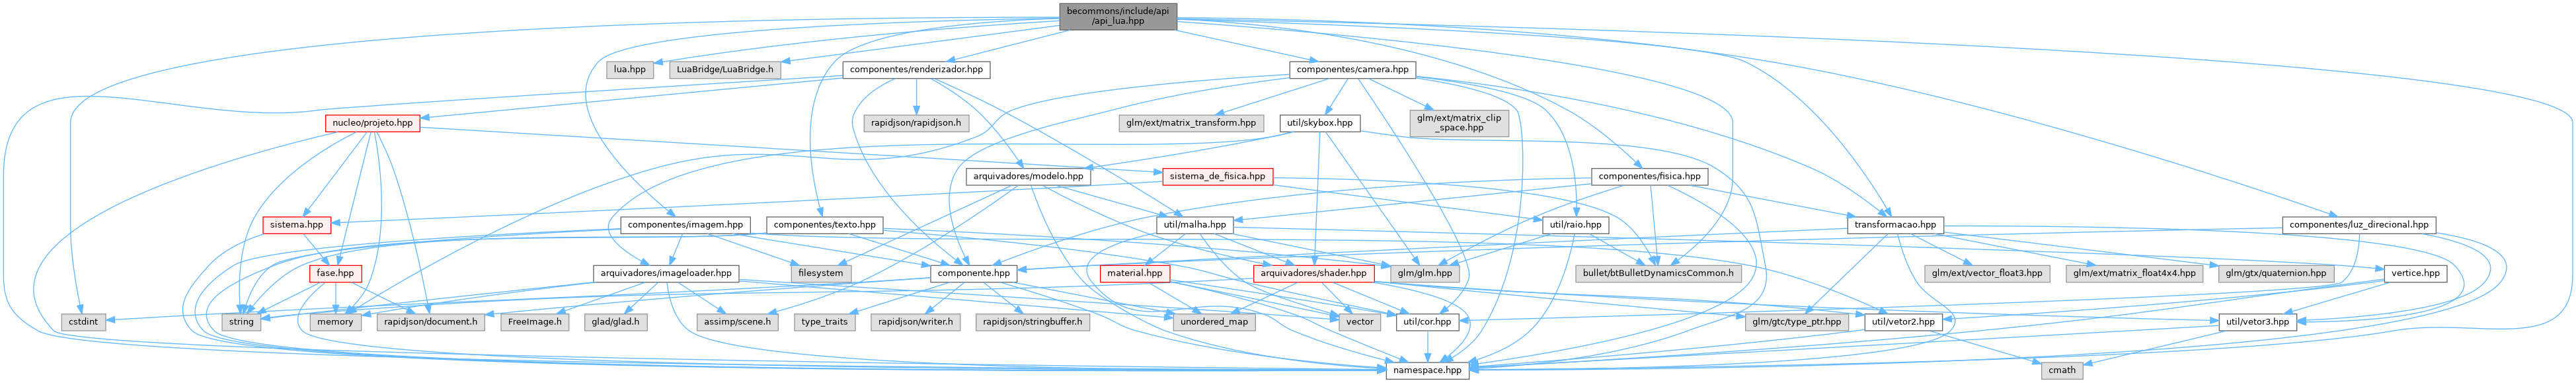 becommons/include/api
/api_lua.hpp
lua.hpp
LuaBridge/LuaBridge.h
componentes/renderizador.hpp
componentes/camera.hpp
nucleo/projeto.hpp
rapidjson/rapidjson.h
glm/ext/matrix_transform.hpp
util/skybox.hpp
glm/ext/matrix_clip
_space.hpp
arquivadores/modelo.hpp
sistema_de_fisica.hpp
componentes/fisica.hpp
sistema.hpp
componentes/imagem.hpp
componentes/texto.hpp
util/malha.hpp
util/raio.hpp
transformacao.hpp
componentes/luz_direcional.hpp
fase.hpp
arquivadores/imageloader.hpp
filesystem
componente.hpp
material.hpp
arquivadores/shader.hpp
glm/glm.hpp
bullet/btBulletDynamicsCommon.h
glm/ext/vector_float3.hpp
glm/ext/matrix_float4x4.hpp
glm/gtx/quaternion.hpp
vertice.hpp
cstdint
string
memory
rapidjson/document.h
FreeImage.h
glad/glad.h
assimp/scene.h
type_traits
rapidjson/writer.h
rapidjson/stringbuffer.h
unordered_map
vector
util/cor.hpp
glm/gtc/type_ptr.hpp
util/vetor2.hpp
util/vetor3.hpp
namespace.hpp
cmath